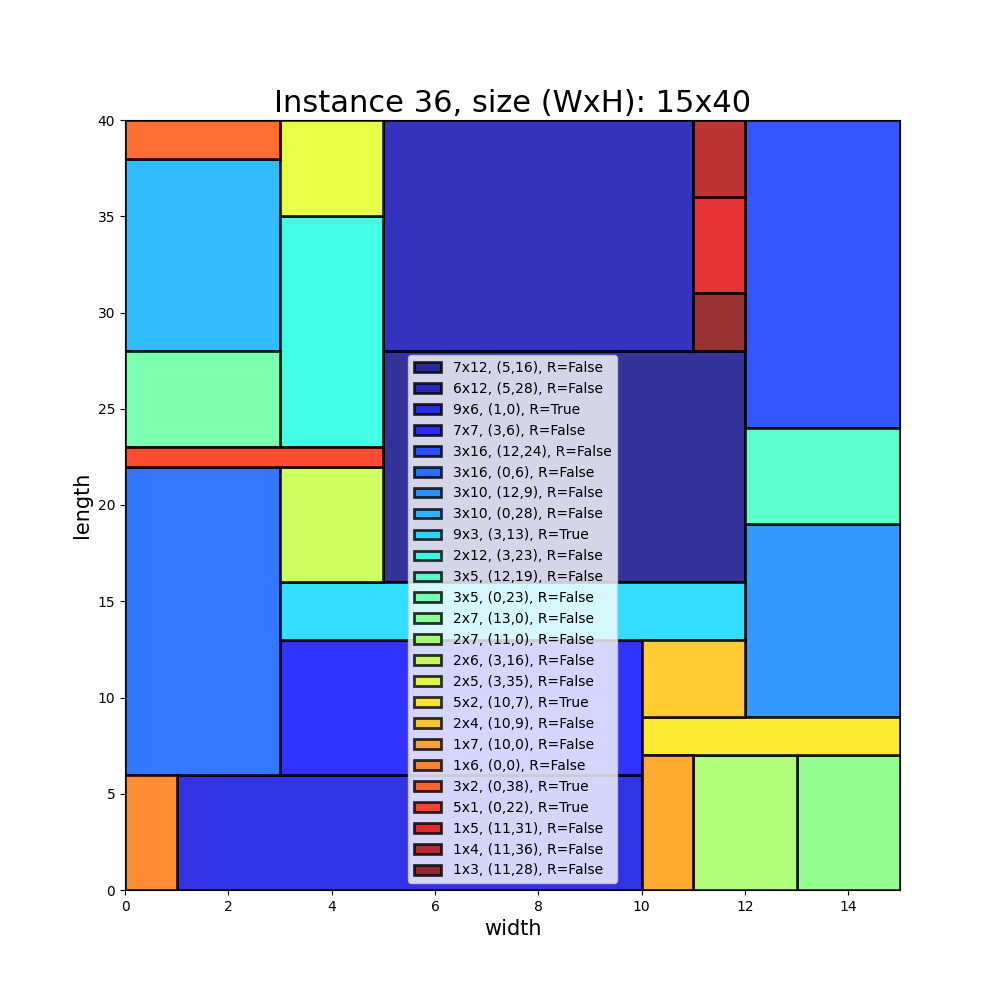 Instance 36, size (WxH): 15x40
40
35
30
25
20
15
10
5
0
length
7x12, (5,16), R=False
6x12, (5,28), R=False
9x6, (1,0), R=True
7x7, (3,6), R=False
3x16, (12,24), R=False
3x16, (0,6), R=False
3x10, (12,9), R=False
3x10, (0,28), R=False
9x3, (3,13), R=True
2x12, (3,23), R=False
3x5, (12,19), R=False
3x5, (0,23), R=False
2x7, (13,0), R=False
2x7, (11,0), R=False
2x6, (3,16), R=False
2x5, (3,35), R=False
5x2, (10,7), R=True
2x4, (10,9), R=False
1x7, (10,0), R=False
1x6, (0,0), R=False
3x2, (0,38), R=True
5x1, (0,22), R=True
1x5, (11,31), R=False
1x4, (11,36), R=False
1x3, (11,28), R=False
0 2 4 6 8 10 12 14
width